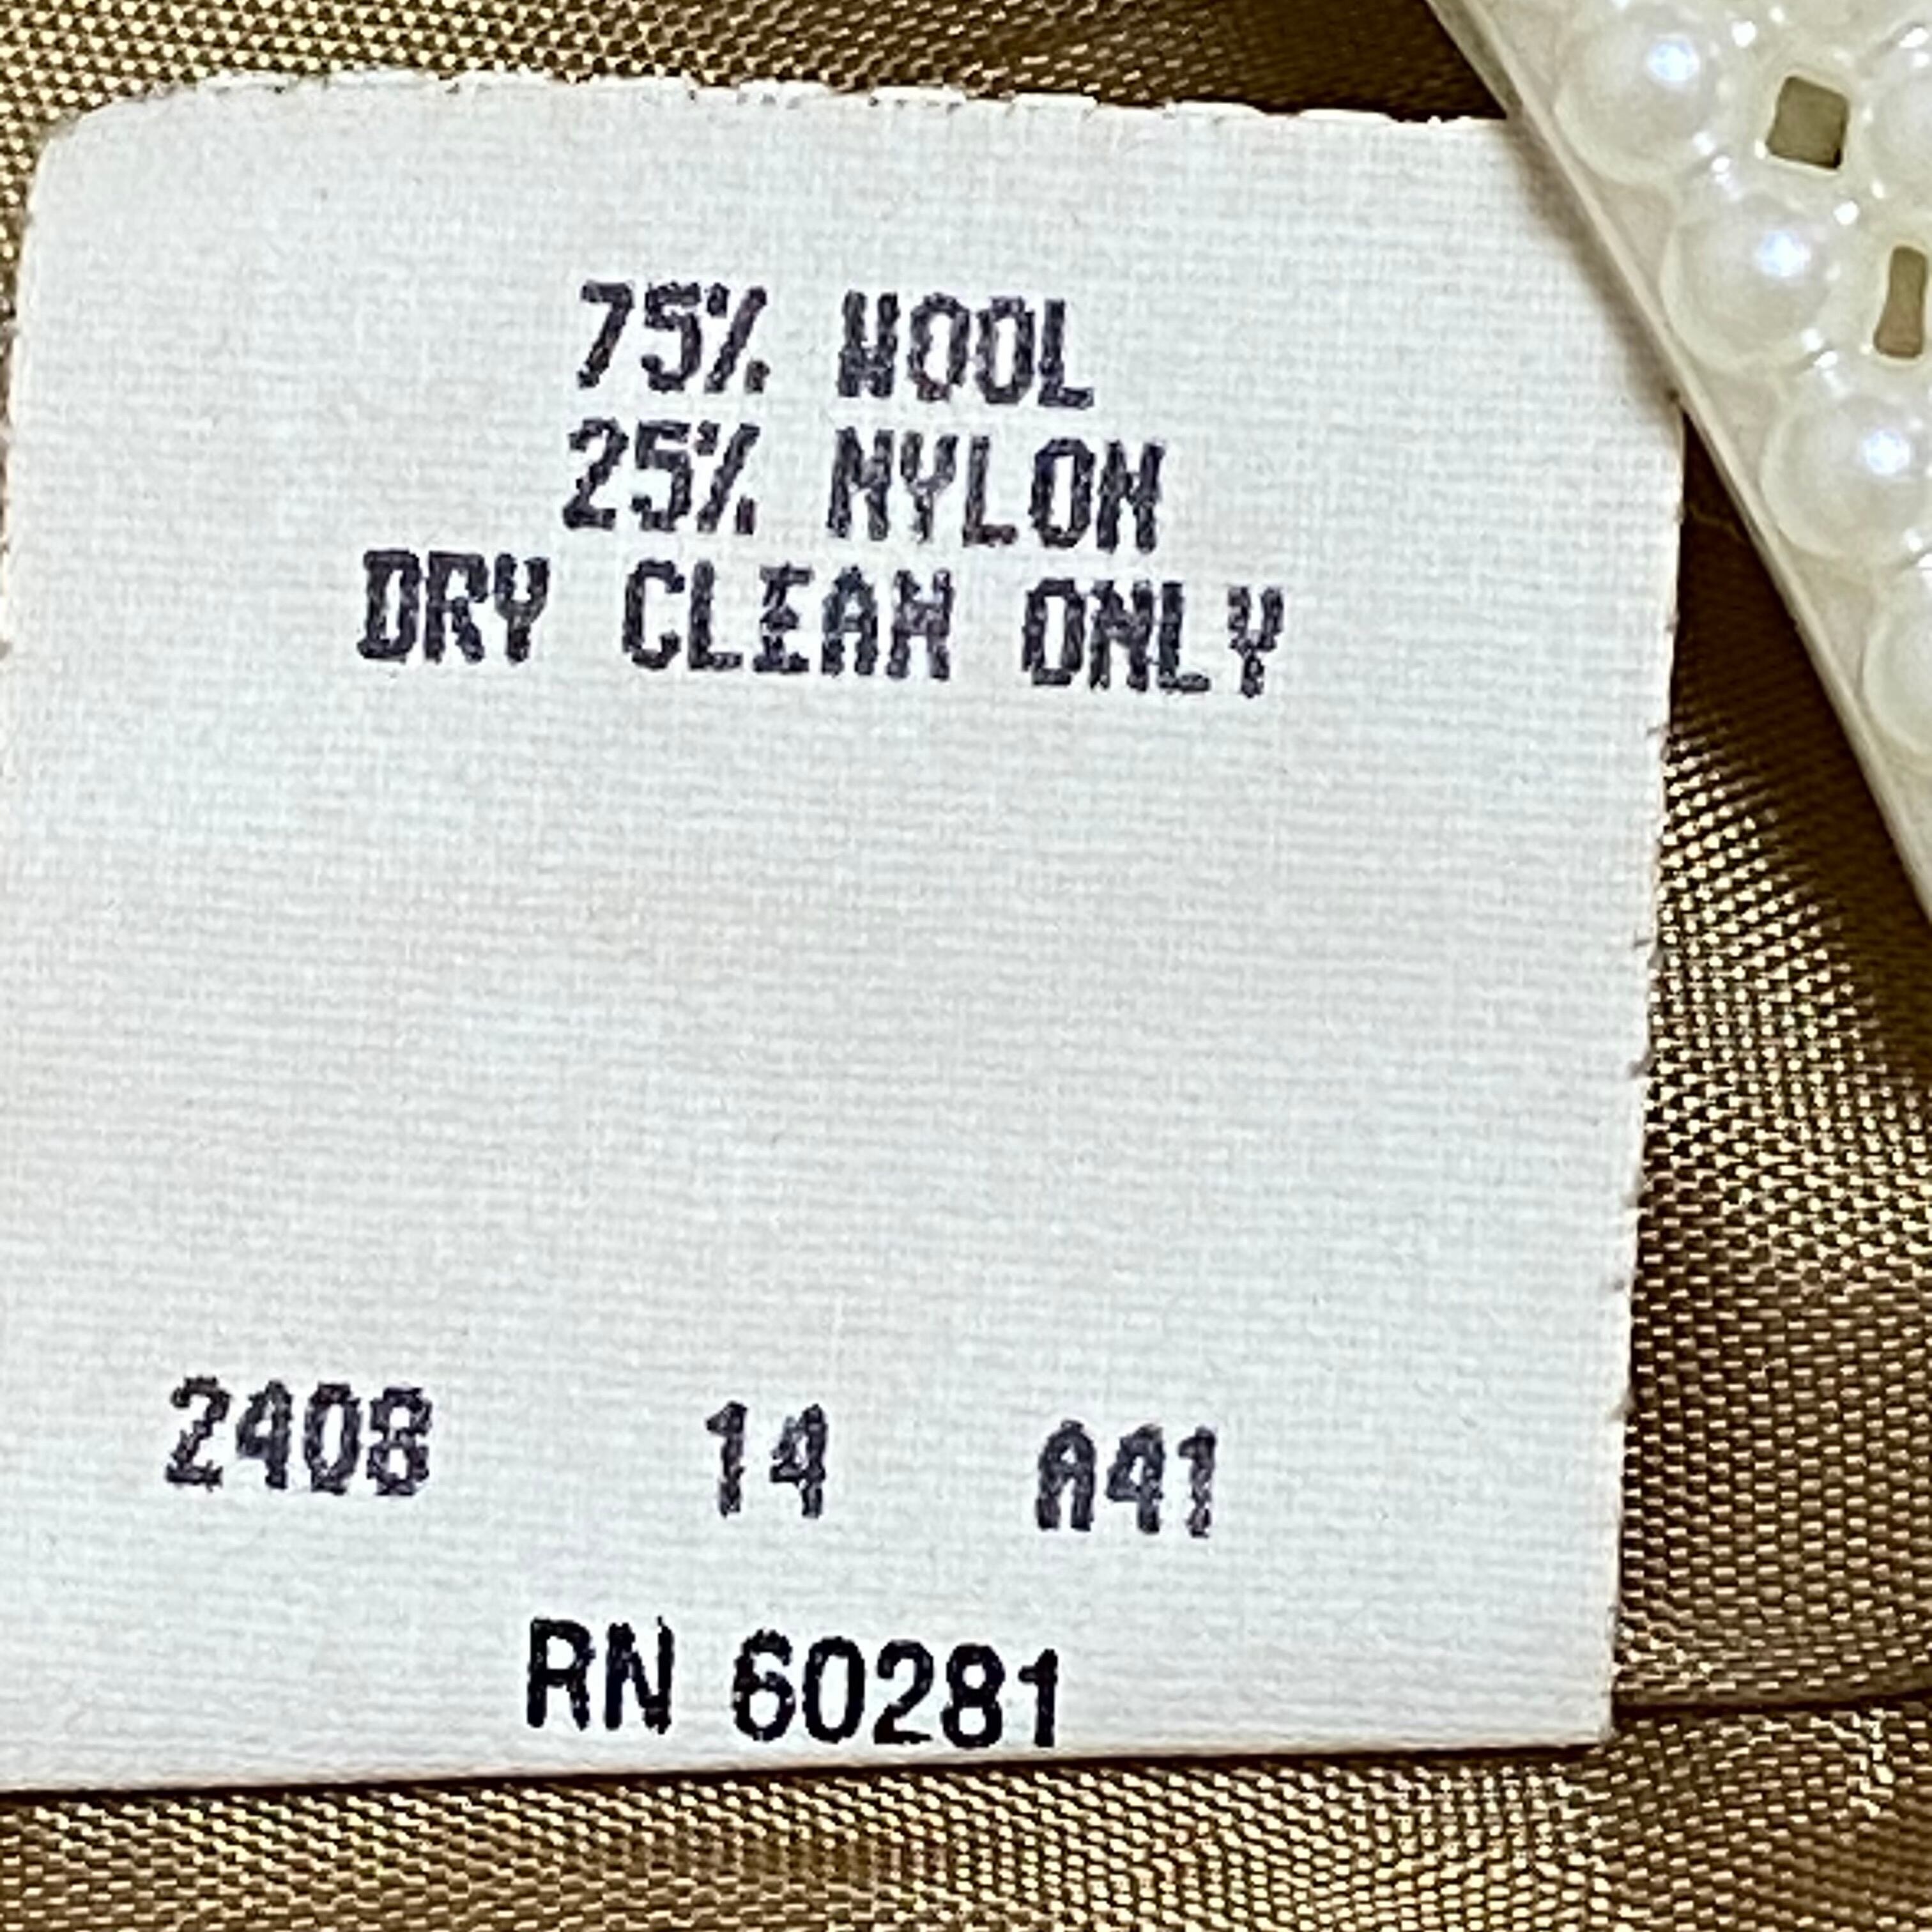 75% WOOL
25% NYLON
DRY CLEAN ONLY
2408 14 A41
RN 60281